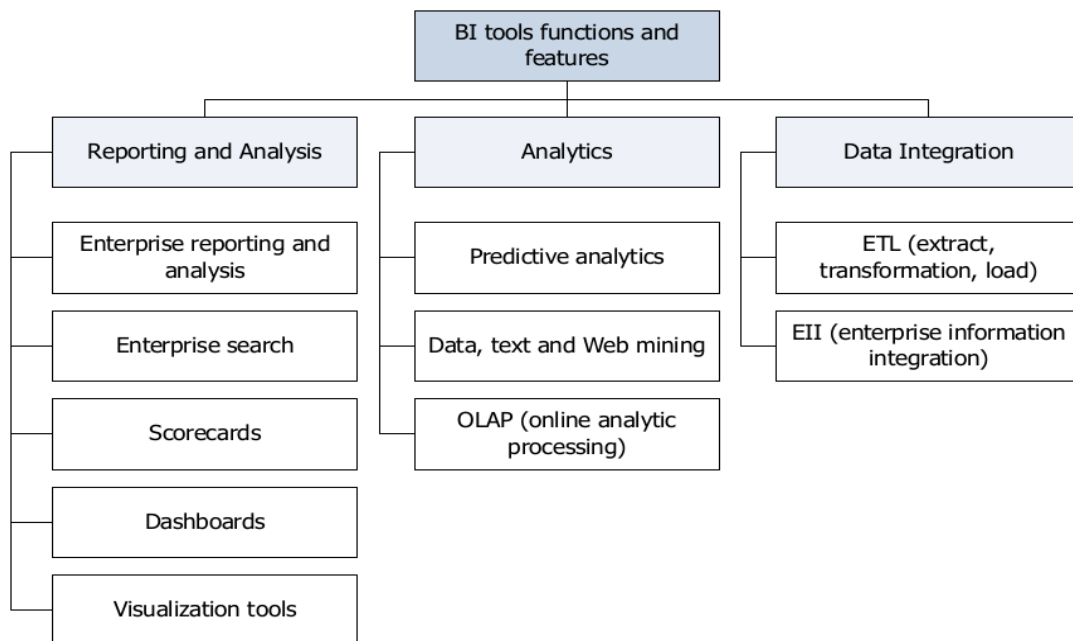 BI tools functions and
features
Reporting and Analysis
Analytics
Data Integration
Enterprise reporting and
analysis
Predictive analytics
ETL (extract,
transformation, load)
Enterprise search
Data, text and Web mining
EII (enterprise information
integration)
Scorecards
OLAP (online analytic
processing)
Dashboards
Visualization tools